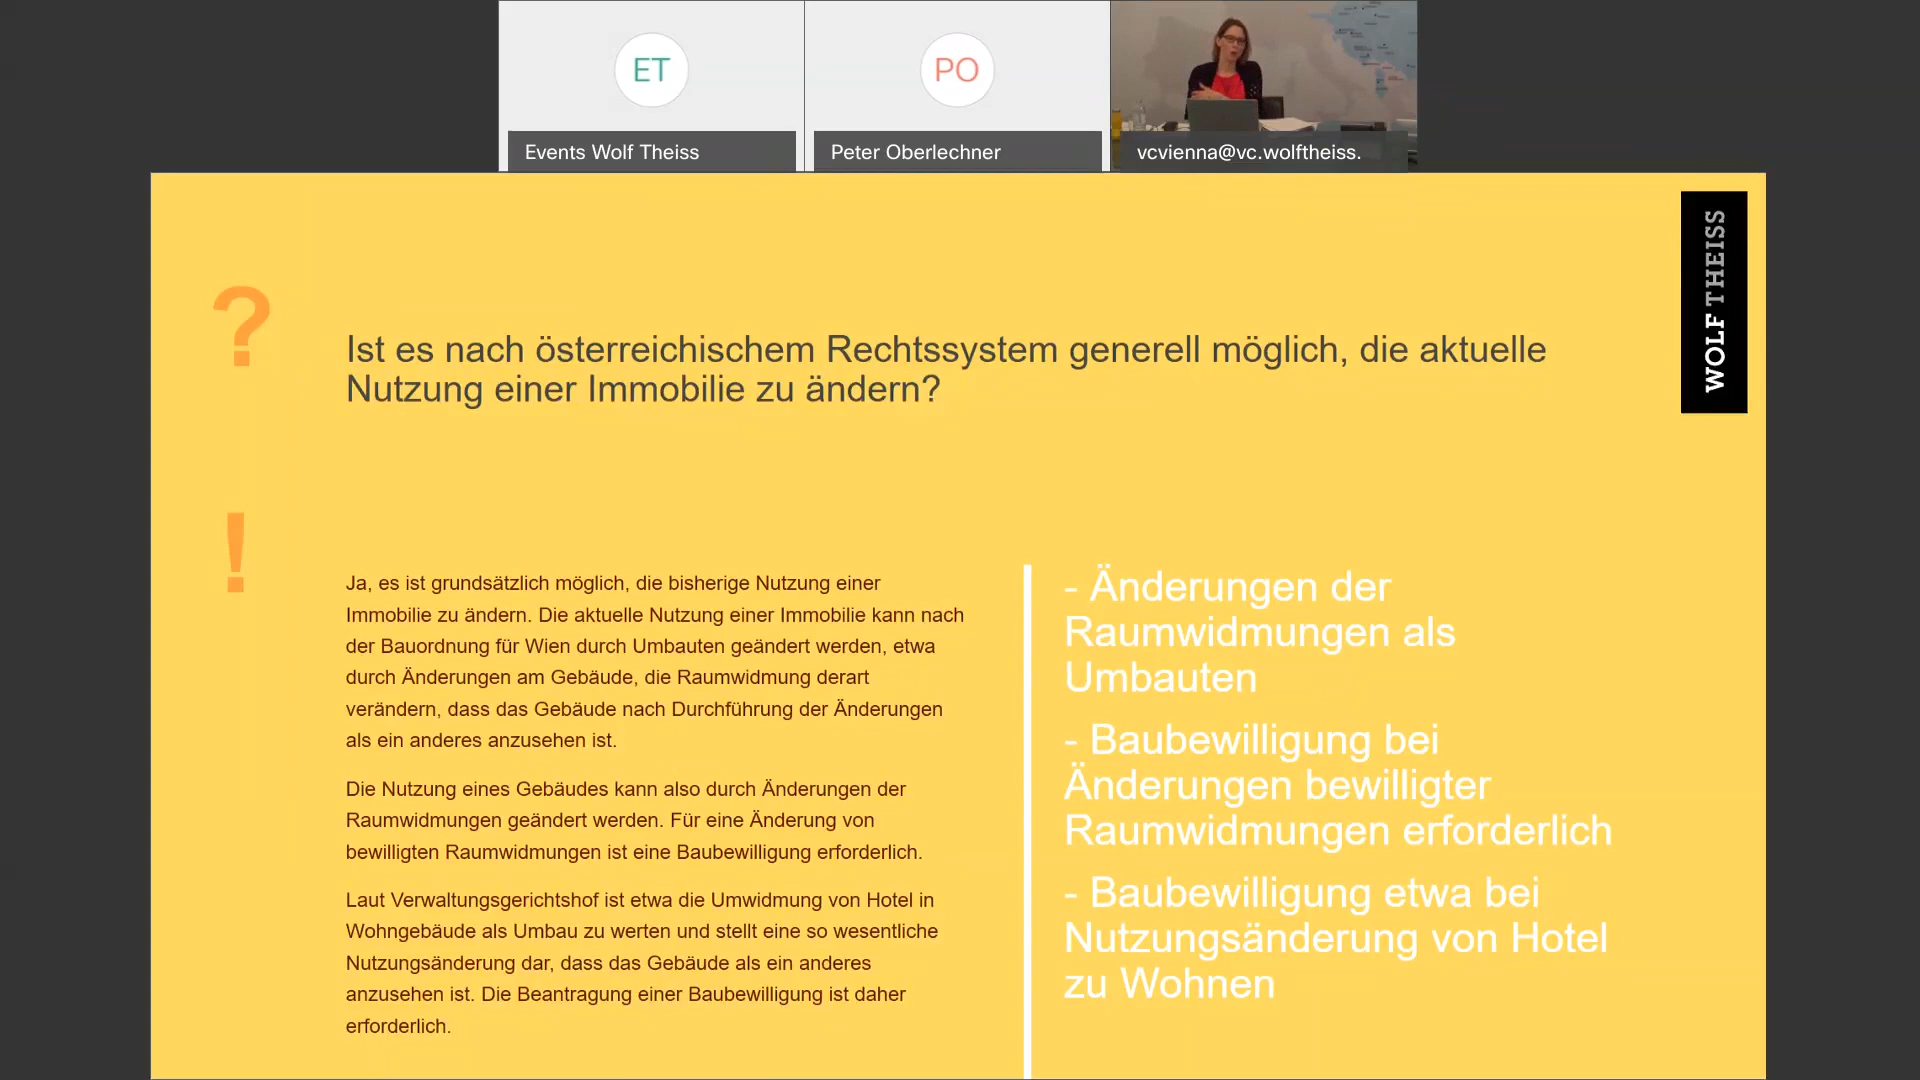 ET
PO
Events Wolf Theiss
Peter Oberlechner
vcvienna@vc.wolftheiss.
WOLF THEISS
?
Ist es nach österreichischem Rechtssystem generell möglich, die aktuelle
Nutzung einer Immobilie zu ändern?
!
Ja, es ist grundsätzlich möglich, die bisherige Nutzung einer
Immobilie zu ändern. Die aktuelle Nutzung einer Immobilie kann nach
der Bauordnung für Wien durch Umbauten geändert werden, etwa
durch Änderungen am Gebäude, die Raumwidmung derart
verändern, dass das Gebäude nach Durchführung der Änderungen
als ein anderes anzusehen ist.
Die Nutzung eines Gebäudes kann also durch Änderungen der
Raumwidmungen geändert werden. Für eine Änderung von
bewilligten Raumwidmungen ist eine Baubewilligung erforderlich.
Laut Verwaltungsgerichtshof ist etwa die Umwidmung von Hotel in
Wohngebäude als Umbau zu werten und stellt eine so wesentliche
Nutzungsänderung dar, dass das Gebäude als ein anderes
anzusehen ist. Die Beantragung einer Baubewilligung ist daher
erforderlich.
- Änderungen der
Raumwidmungen als
Umbauten
- Baubewilligung bei
Änderungen bewilligter
Raumwidmungen erforderlich
- Baubewilligung etwa bei
Nutzungsänderung von Hotel
zu Wohnen